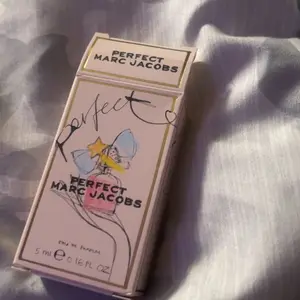 PERFECT
MARC JACOBS
Perfect
PERFECT
MARC JACOBS
EAU DE PARFUM
5 ml e 0.16 FL OZ